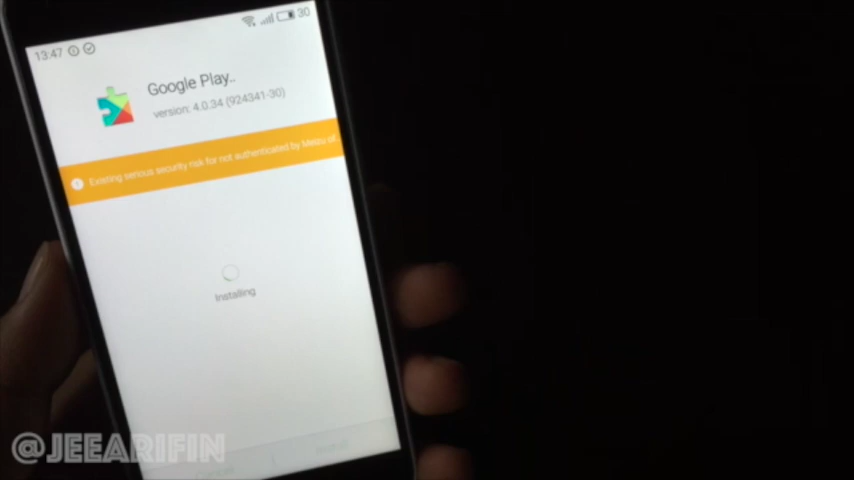 13:47
30
Google Play..
version: 4.0.34 (924341-30)
Existing serious security risk for not authenticated by Meizu of
Installing
@JEEARIFIN